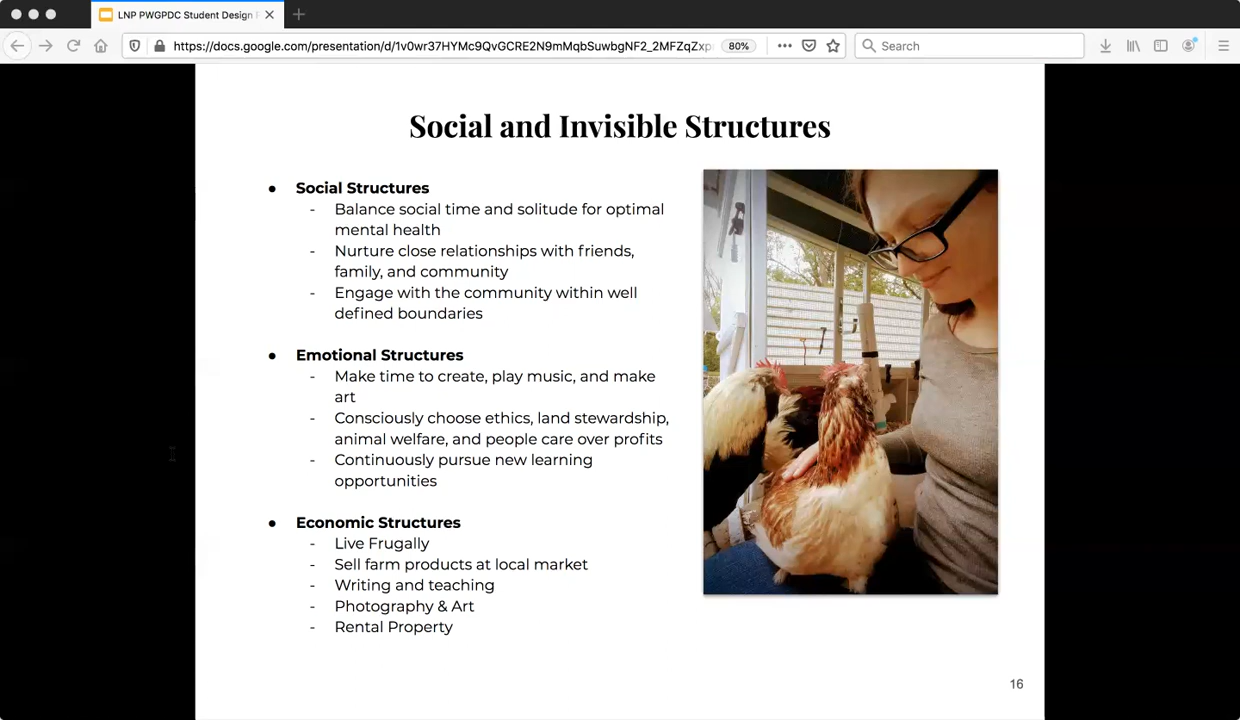 LNP PWGPDC Student Design
https://docs.google.com/presentation/d/1v0wr37HYMc9QvGCRE2N9mMqbSuwbgNF2_2MFZqZxp
80%
Search
Social and Invisible Structures
● Social Structures
- Balance social time and solitude for optimal
mental health
- Nurture close relationships with friends,
family, and community
- Engage with the community within well
defined boundaries
● Emotional Structures
- Make time to create, play music, and make
art
- Consciously choose ethics, land stewardship,
animal welfare, and people care over profits
- Continuously pursue new learning
opportunities
● Economic Structures
- Live Frugally
- Sell farm products at local market
- Writing and teaching
- Photography & Art
- Rental Property
16